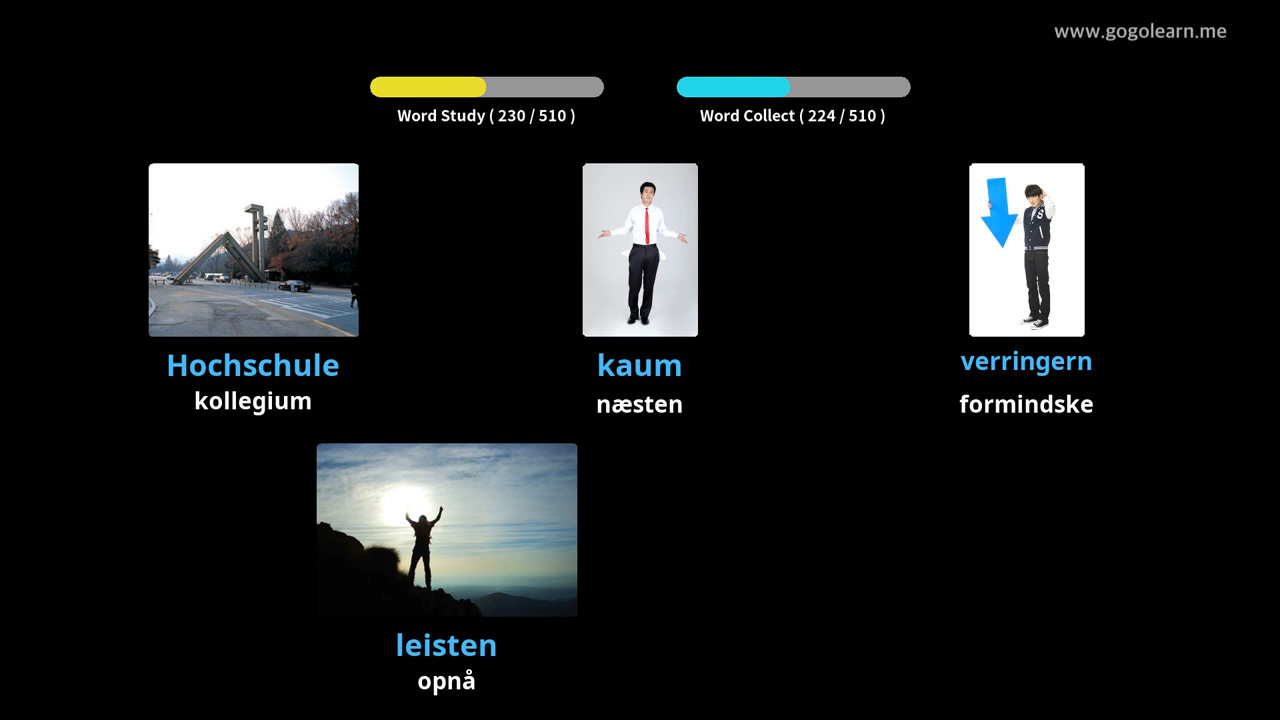 www.gogolearn.me
Word Study ( 230 / 510 )
Word Collect ( 224 / 510 )
Hochschule
kollegium
kaum
næsten
verringern
formindske
leisten
opnå